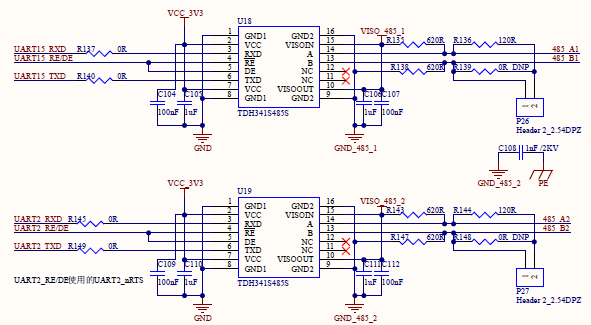 VCC_3V3
U18
VISO_485_1
1 GND1 GND2 16
2 VCC VISOIN 15
3 RXD A 14
4 RE B 13
5 DE NC 12
6 TXD NC 11
7 VCC VISOOUT 10
8 GND1 GND2 9
TDH341S485S
UART15_RXD R137 0R
UART15_RE/DE
UART15_TXD R140 0R
R135 620R R136 120R
485_A1
485_B1
R138 620R R139 0R_DNP
C104 C105
100nF 1uF
C106 C107
1uF 100nF
GND
GND_485_1
1 2
P26
Header 2_2.54DPZ
C108 1nF/2KV
GND_485_2 PE
VCC_3V3
U19
VISO_485_2
1 GND1 GND2 16
2 VCC VISOIN 15
3 RXD A 14
4 RE B 13
5 DE NC 12
6 TXD NC 11
7 VCC VISOOUT 10
8 GND1 GND2 9
TDH341S485S
UART2_RXD R145 0R
UART2_RE/DE
UART2_TXD R149 0R
R143 620R R144 120R
485_A2
485_B2
R147 620R R148 0R_DNP
C109 C110
100nF 1uF
C111 C112
1uF 100nF
UART2_RE/DE使用的UART2_nRTS
GND
GND_485_2
1 2
P27
Header 2_2.54DPZ